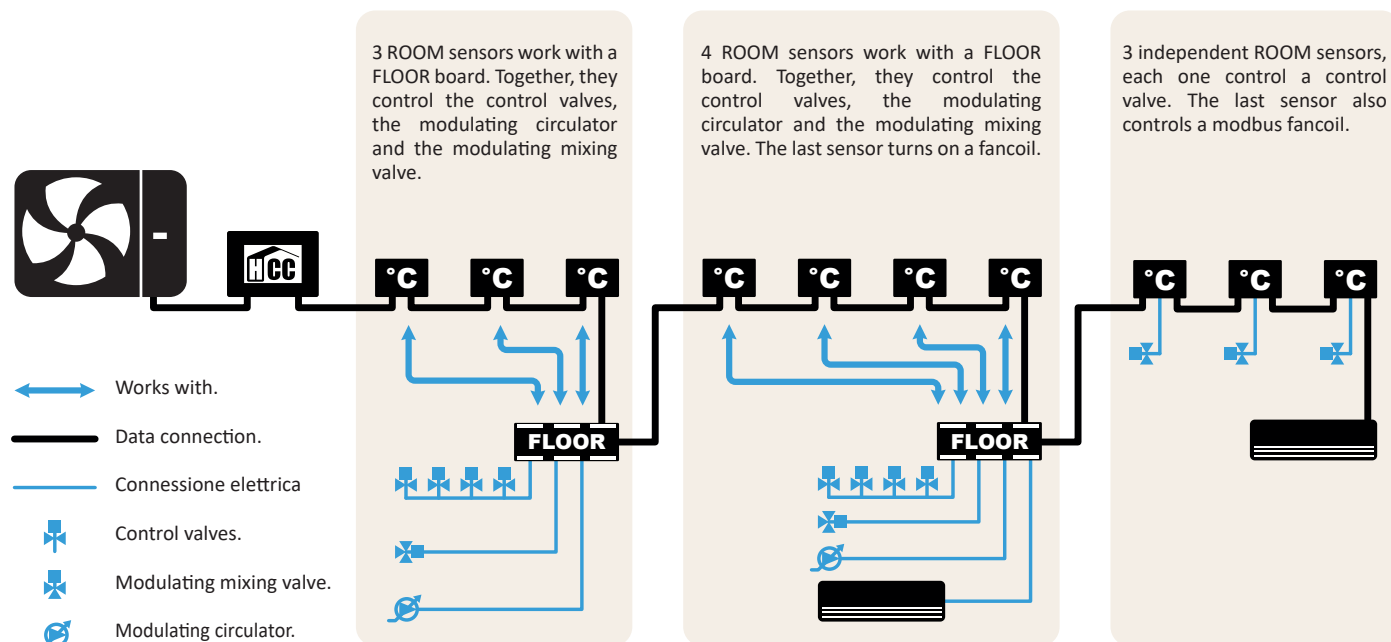 3 ROOM sensors work with a
FLOOR board. Together, they
control the control valves,
the modulating circulator
and the modulating mixing
valve.
4 ROOM sensors work with a FLOOR
board. Together, they control the
control valves, the modulating
circulator and the modulating mixing
valve. The last sensor turns on a fancoil.
3 independent ROOM sensors,
each one control a control
valve. The last sensor also
controls a modbus fancoil.
HCC
°C
°C
°C
°C
°C
°C
°C
°C
°C
°C
FLOOR
FLOOR
Works with.
Data connection.
Connessione elettrica
Control valves.
Modulating mixing valve.
Modulating circulator.